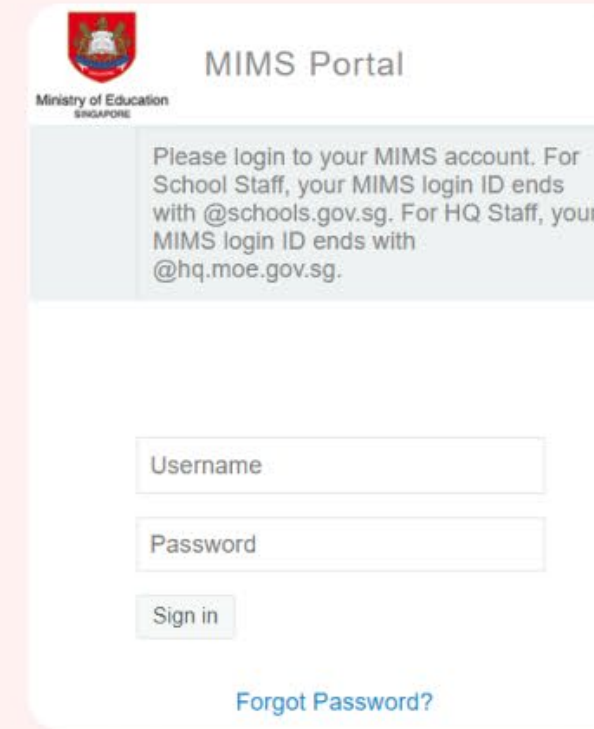 MIMS Portal
Ministry of Education
SINGAPORE
Please login to your MIMS account. For
School Staff, your MIMS login ID ends
with @schools.gov.sg. For HQ Staff, your
MIMS login ID ends with
@hq.moe.gov.sg.
Username
Password
Sign in
Forgot Password?